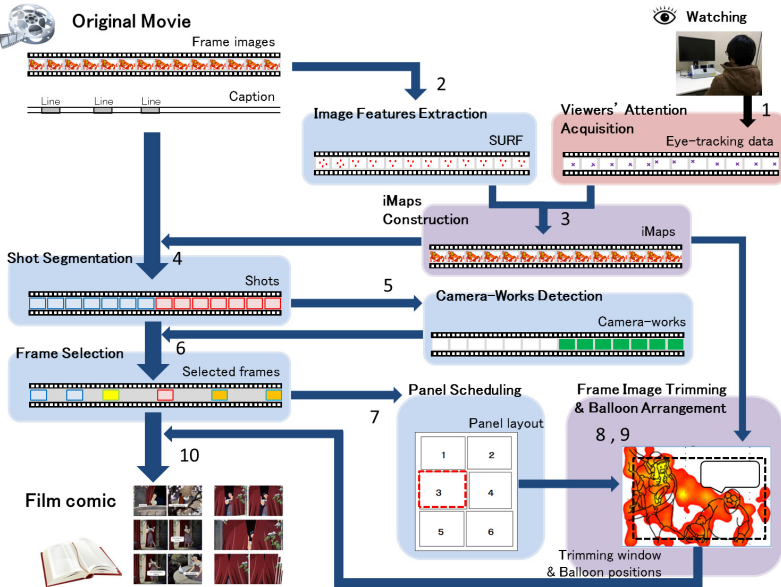 Original Movie
Watching
Frame images
2
Line
Line
Line
Caption
1
Image Features Extraction
SURF
Viewers' Attention
Acquisition
Eye-tracking data
iMaps
Construction
3
iMaps
4
Shot Segmentation
Shots
5
Camera-Works Detection
Camera-works
6
Frame Selection
Selected frames
7
Panel Scheduling
Panel layout
1
2
3
4
5
6
Frame Image Trimming
& Balloon Arrangement
8 , 9
Trimming window
& Balloon positions
10
Film comic